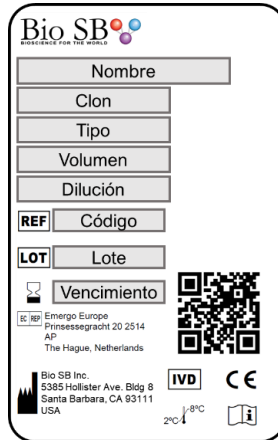 Bio SB
BIOSCIENCE FOR THE WORLD
Nombre
Clon
Tipo
Volumen
Dilución
REF Código
LOT Lote
Vencimiento
EC REP Emergo Europe
Prinsessegracht 20 2514
AP
The Hague, Netherlands
Bio SB Inc.
5385 Hollister Ave. Bldg 8
Santa Barbara, CA 93111
USA
IVD CE
2ºC 8ºC
i